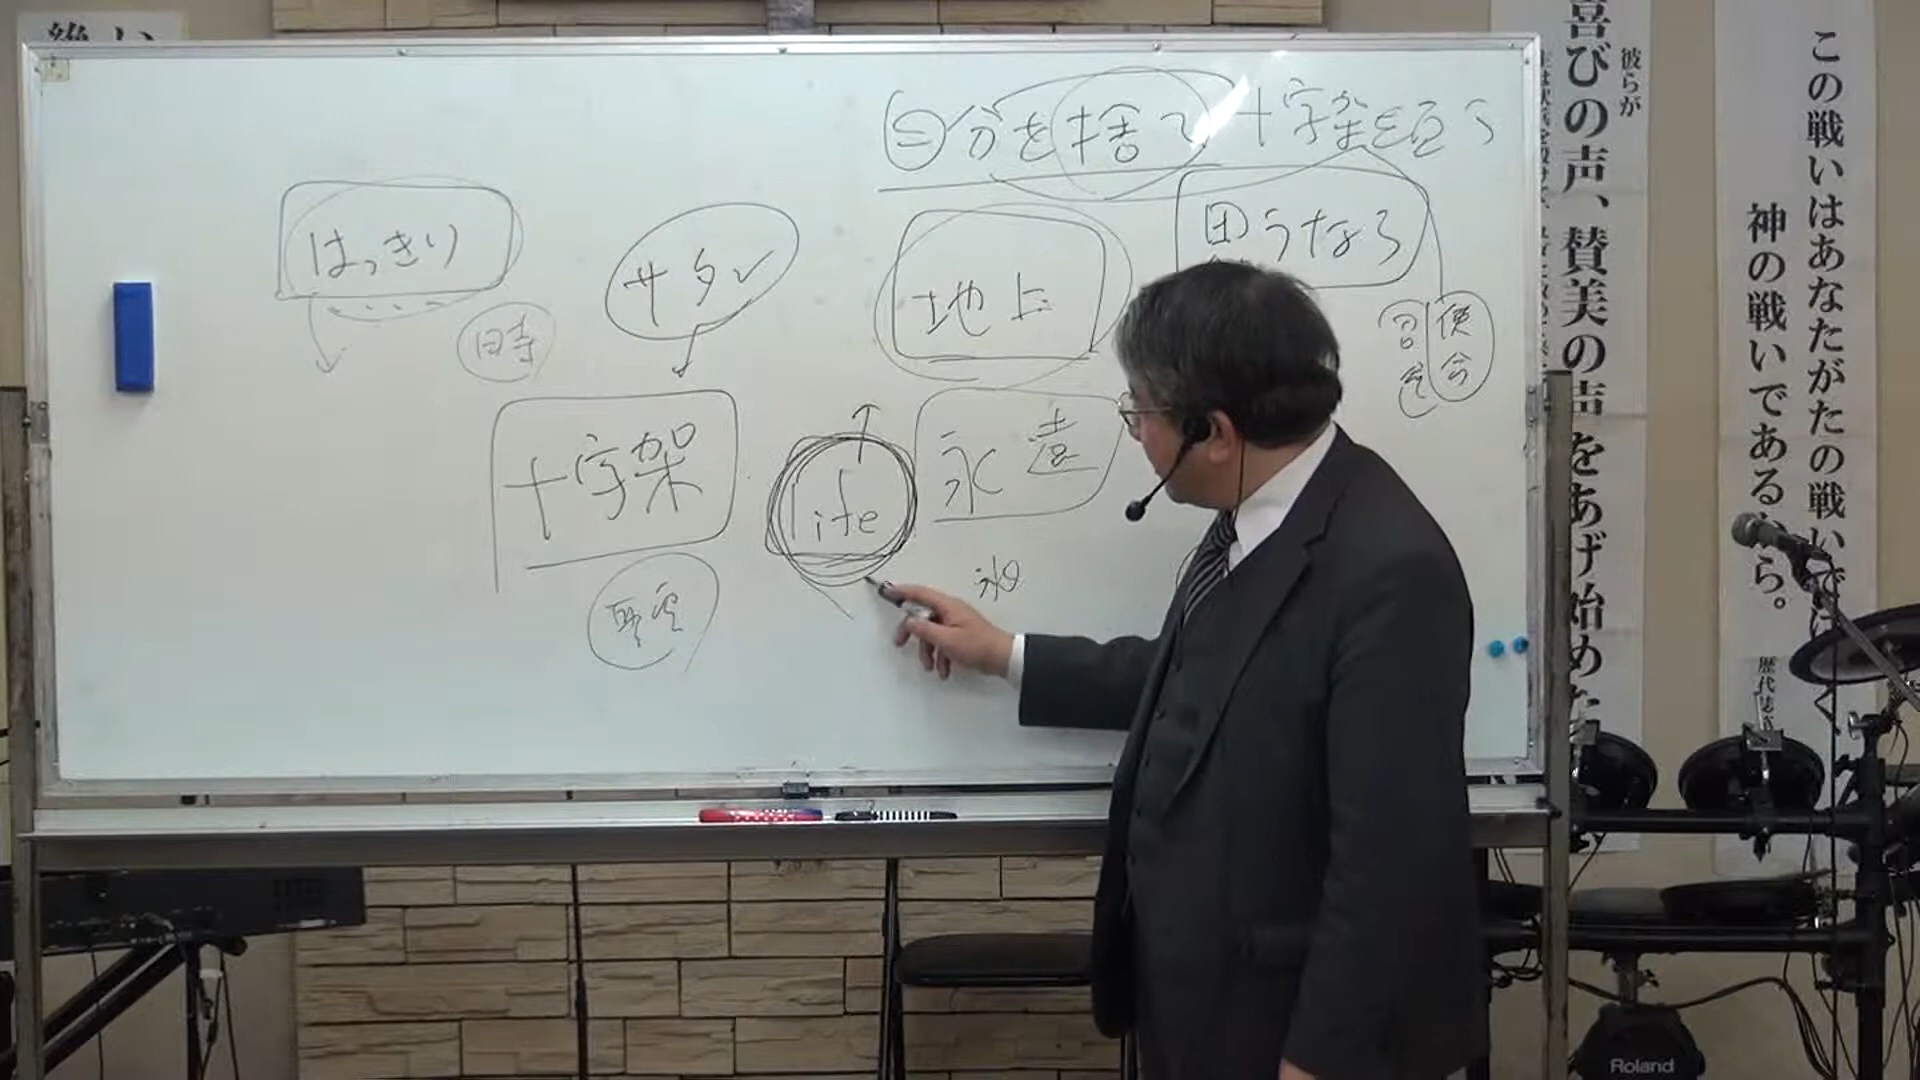 自分を捨て十字架を負う
はっきり
同時
サタン
地上
思うなら
使命
十字架
life
永遠
聖霊
彼らが
喜びの声、賛美の声をあげ始めた
この戦いはあなたがたの戦いではなく
神の戦いであるから。
歴代誌
Roland